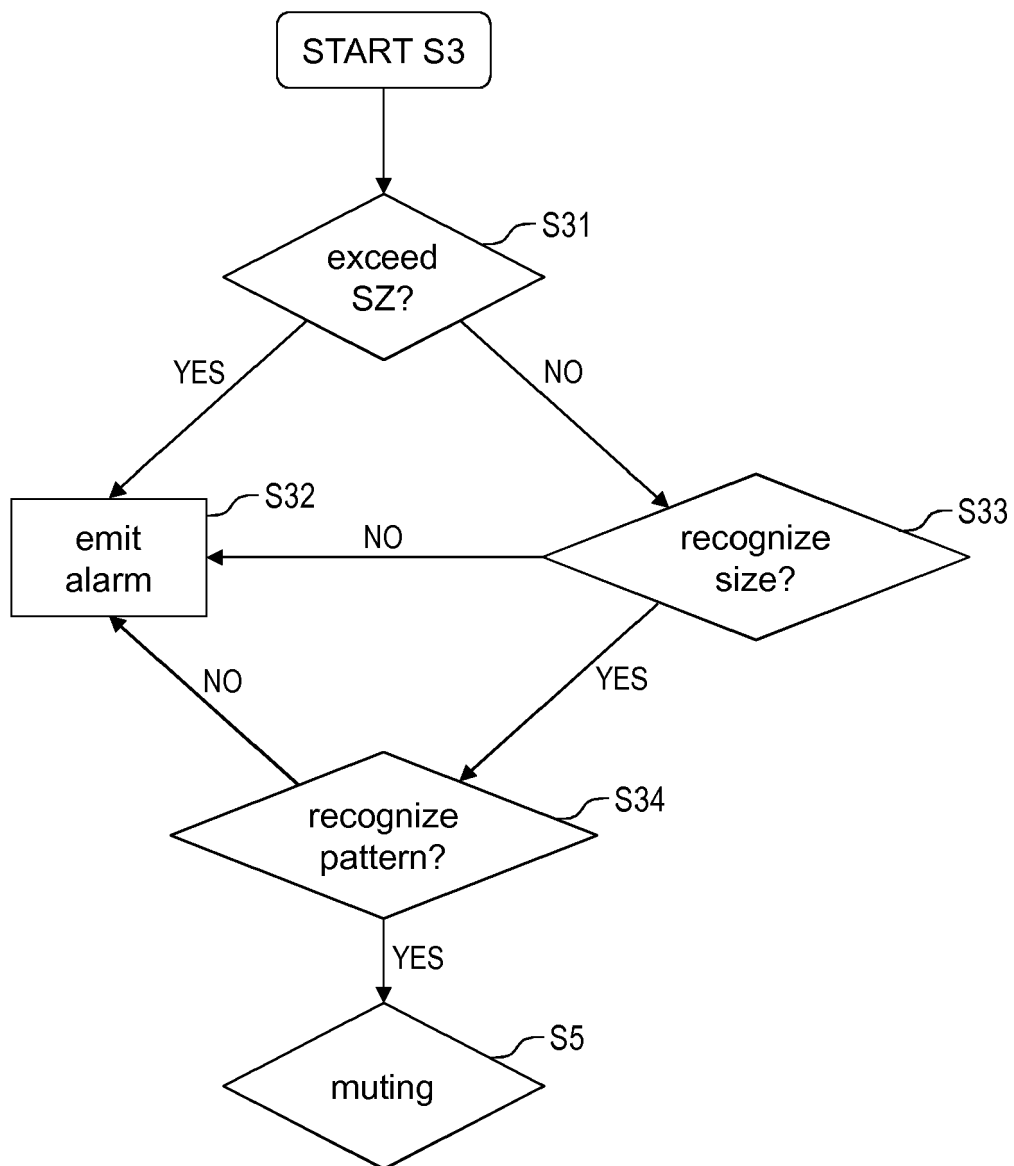 START S3
S31
exceed
SZ?
YES
NO
S32
emit
alarm
NO
S33
recognize
size?
NO
YES
S34
recognize
pattern?
YES
S5
muting